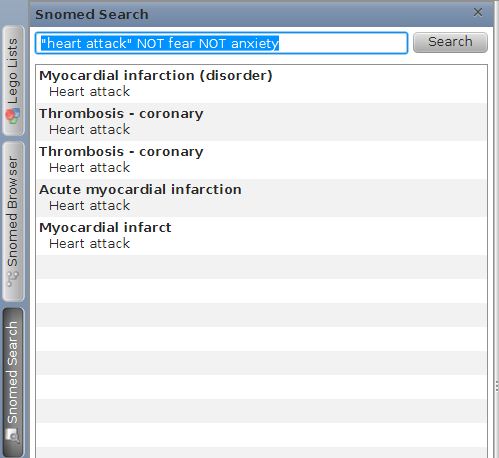 Snomed Search
"heart attack" NOT fear NOT anxiety
Search
Lego Lists
Snomed Browser
Snomed Search
Myocardial infarction (disorder)
Heart attack
Thrombosis - coronary
Heart attack
Thrombosis - coronary
Heart attack
Acute myocardial infarction
Heart attack
Myocardial infarct
Heart attack